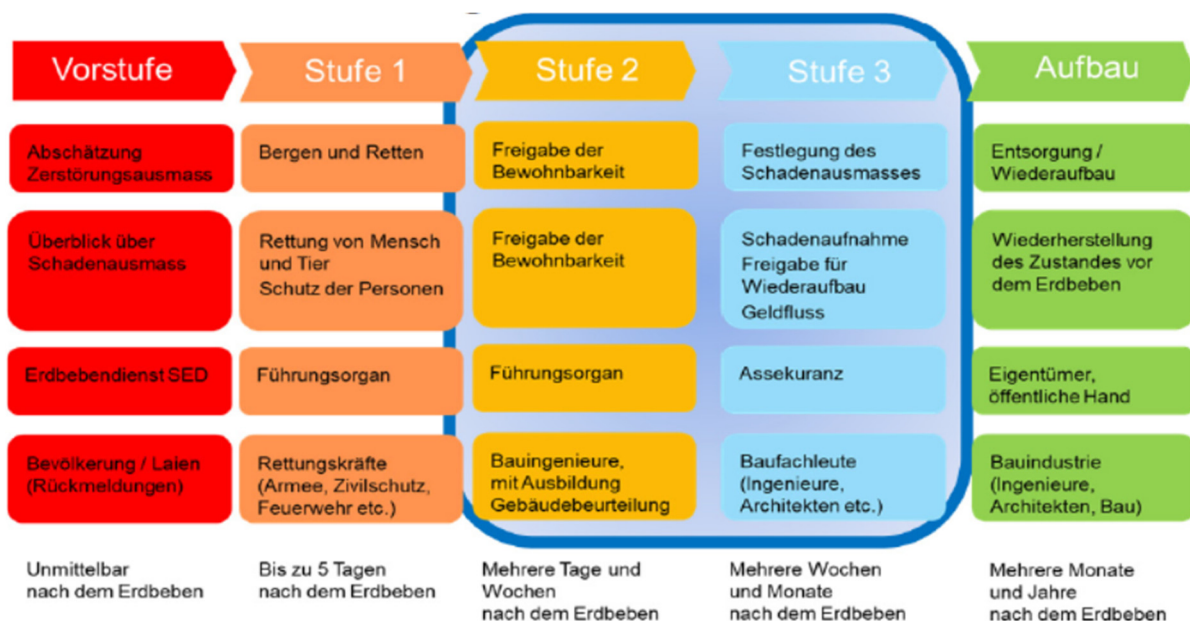 Vorstufe
Stufe 1
Stufe 2
Stufe 3
Aufbau
Abschätzung
Zerstörungsausmass
Bergen und Retten
Freigabe der
Bewohnbarkeit
Festlegung des
Schadenausmasses
Entsorgung /
Wiederaufbau
Überblick über
Schadenausmass
Rettung von Mensch
und Tier
Schutz der Personen
Freigabe der
Bewohnbarkeit
Schadenaufnahme
Freigabe für
Wiederaufbau
Geldfluss
Wiederherstellung
des Zustandes vor
dem Erdbeben
Erdbebendienst SED
Führungsorgan
Führungsorgan
Assekuranz
Eigentümer,
öffentliche Hand
Bevölkerung / Laien
(Rückmeldungen)
Rettungskräfte
(Armee, Zivilschutz,
Feuerwehr etc.)
Bauingenieure,
mit Ausbildung
Gebäudebeurteilung
Baufachleute
(Ingenieure,
Architekten etc.)
Bauindustrie
(Ingenieure,
Architekten, Bau)
Unmittelbar
nach dem Erdbeben
Bis zu 5 Tagen
nach dem Erdbeben
Mehrere Tage und
Wochen
nach dem Erdbeben
Mehrere Wochen
und Monate
nach dem Erdbeben
Mehrere Monate
und Jahre
nach dem Erdbeben